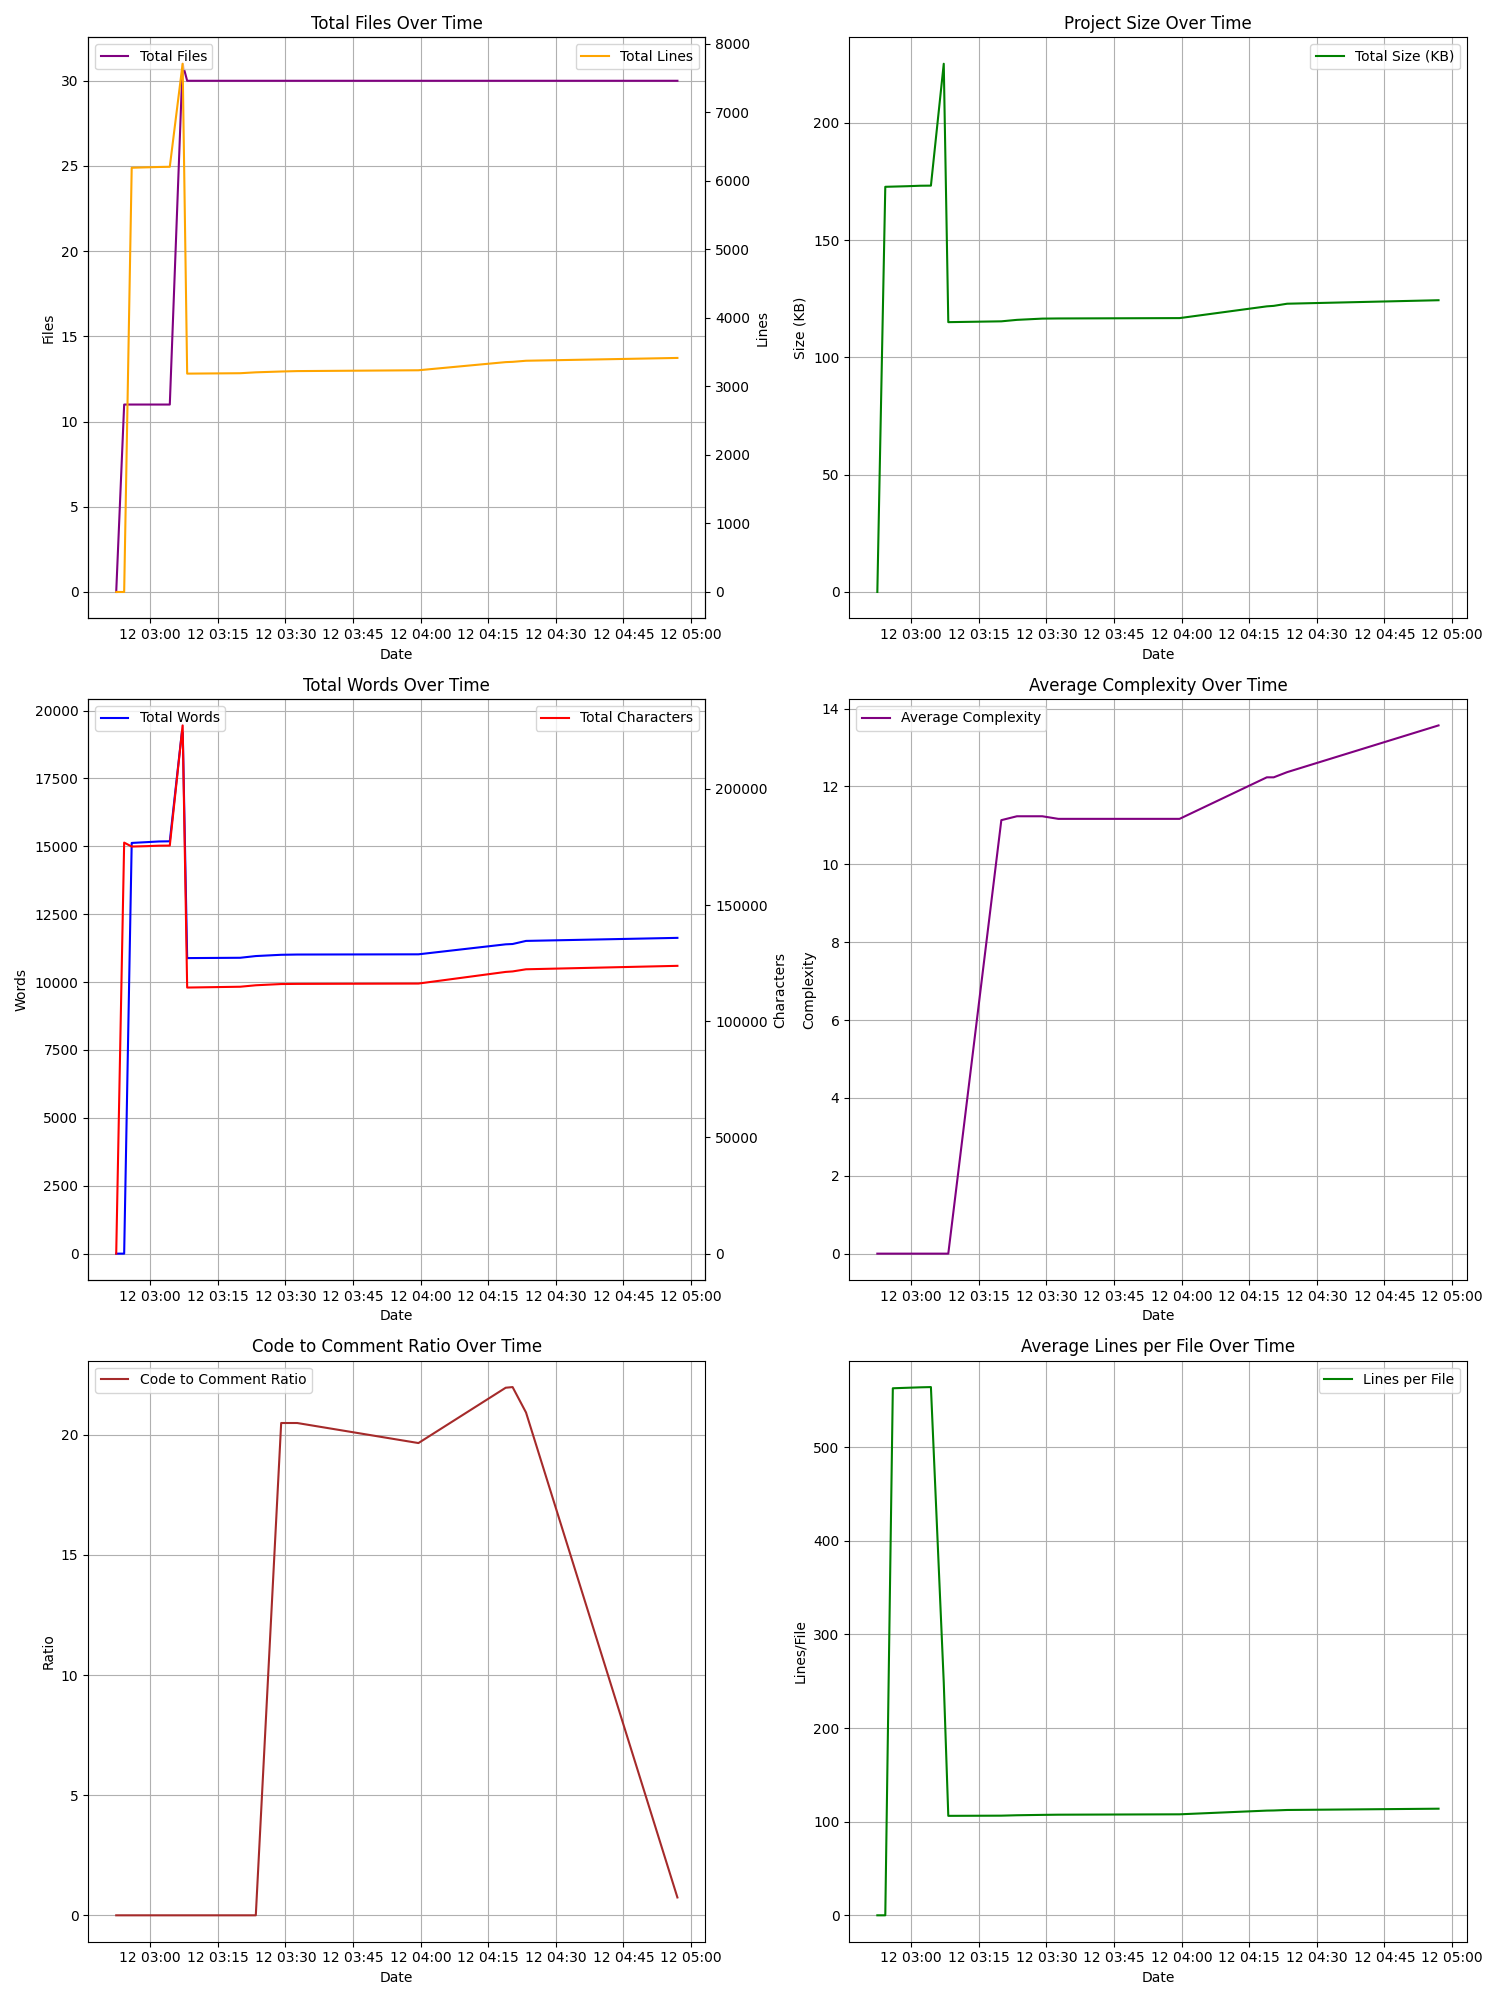 Total Files Over Time
Total Files
Total Lines
30
25
20
15
10
5
0
Files
8000
7000
6000
5000
4000
3000
2000
1000
0
Lines
12 03:00 12 03:15 12 03:30 12 03:45 12 04:00 12 04:15 12 04:30 12 04:45 12 05:00
Date
Project Size Over Time
Total Size (KB)
200
150
100
50
0
Size (KB)
12 03:00 12 03:15 12 03:30 12 03:45 12 04:00 12 04:15 12 04:30 12 04:45 12 05:00
Date
Total Words Over Time
Total Words
Total Characters
20000
17500
15000
12500
10000
7500
5000
2500
0
Words
200000
150000
100000
50000
0
Characters
12 03:00 12 03:15 12 03:30 12 03:45 12 04:00 12 04:15 12 04:30 12 04:45 12 05:00
Date
Average Complexity Over Time
Average Complexity
14
12
10
8
6
4
2
0
Complexity
12 03:00 12 03:15 12 03:30 12 03:45 12 04:00 12 04:15 12 04:30 12 04:45 12 05:00
Date
Code to Comment Ratio Over Time
Code to Comment Ratio
20
15
10
5
0
Ratio
12 03:00 12 03:15 12 03:30 12 03:45 12 04:00 12 04:15 12 04:30 12 04:45 12 05:00
Date
Average Lines per File Over Time
Lines per File
500
400
300
200
100
0
Lines/File
12 03:00 12 03:15 12 03:30 12 03:45 12 04:00 12 04:15 12 04:30 12 04:45 12 05:00
Date